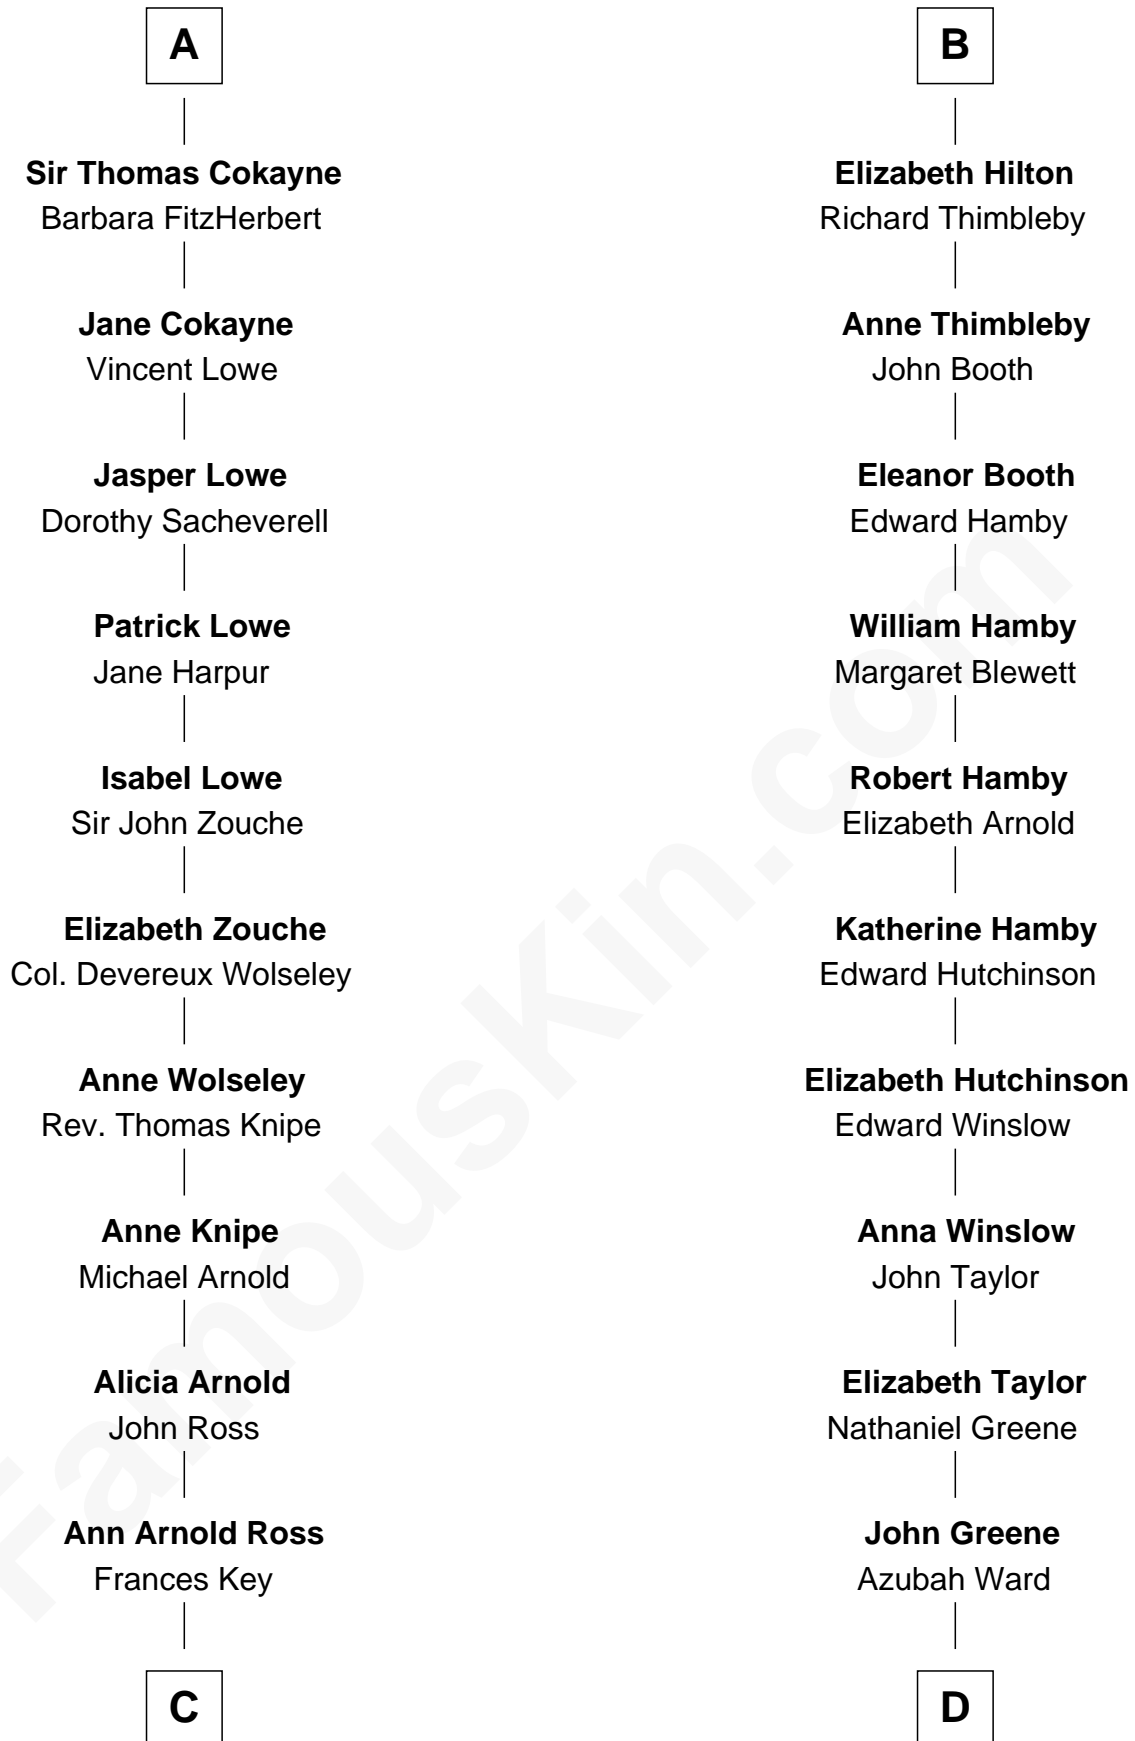 A
Sir Thomas Cokayne
Barbara FitzHerbert
Jane Cokayne
Vincent Lowe
Jasper Lowe
Dorothy Sacheverell
Patrick Lowe
Jane Harpur
Isabel Lowe
Sir John Zouche
Elizabeth Zouche
Col. Devereux Wolseley
Anne Wolseley
Rev. Thomas Knipe
Anne Knipe
Michael Arnold
Alicia Arnold
John Ross
Ann Arnold Ross
Frances Key
C
B
Elizabeth Hilton
Richard Thimbleby
Anne Thimbleby
John Booth
Eleanor Booth
Edward Hamby
William Hamby
Margaret Blewett
Robert Hamby
Elizabeth Arnold
Katherine Hamby
Edward Hutchinson
Elizabeth Hutchinson
Edward Winslow
Anna Winslow
John Taylor
Elizabeth Taylor
Nathaniel Greene
John Greene
Azubah Ward
D
FamousKin.com